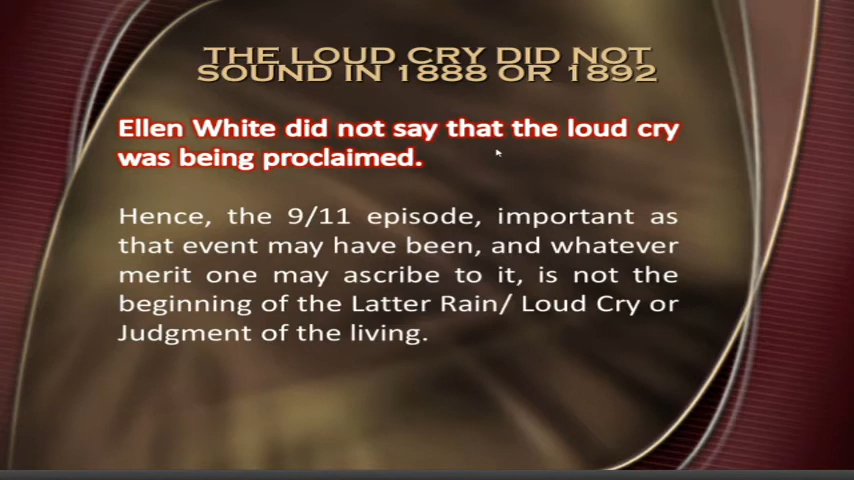 THE LOUD CRY DID NOT
SOUND IN 1888 OR 1892
Ellen White did not say that the loud cry
was being proclaimed.
Hence, the 9/11 episode, important as
that event may have been, and whatever
merit one may ascribe to it, is not the
beginning of the Latter Rain/ Loud Cry or
Judgment of the living.